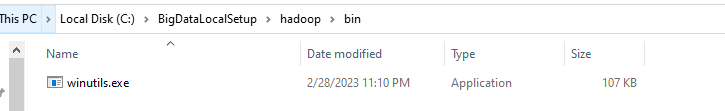 This PC > Local Disk (C:) > BigDataLocalSetup > hadoop > bin
Name Date modified Type Size
winutils.exe 2/28/2023 11:10 PM Application 107 KB